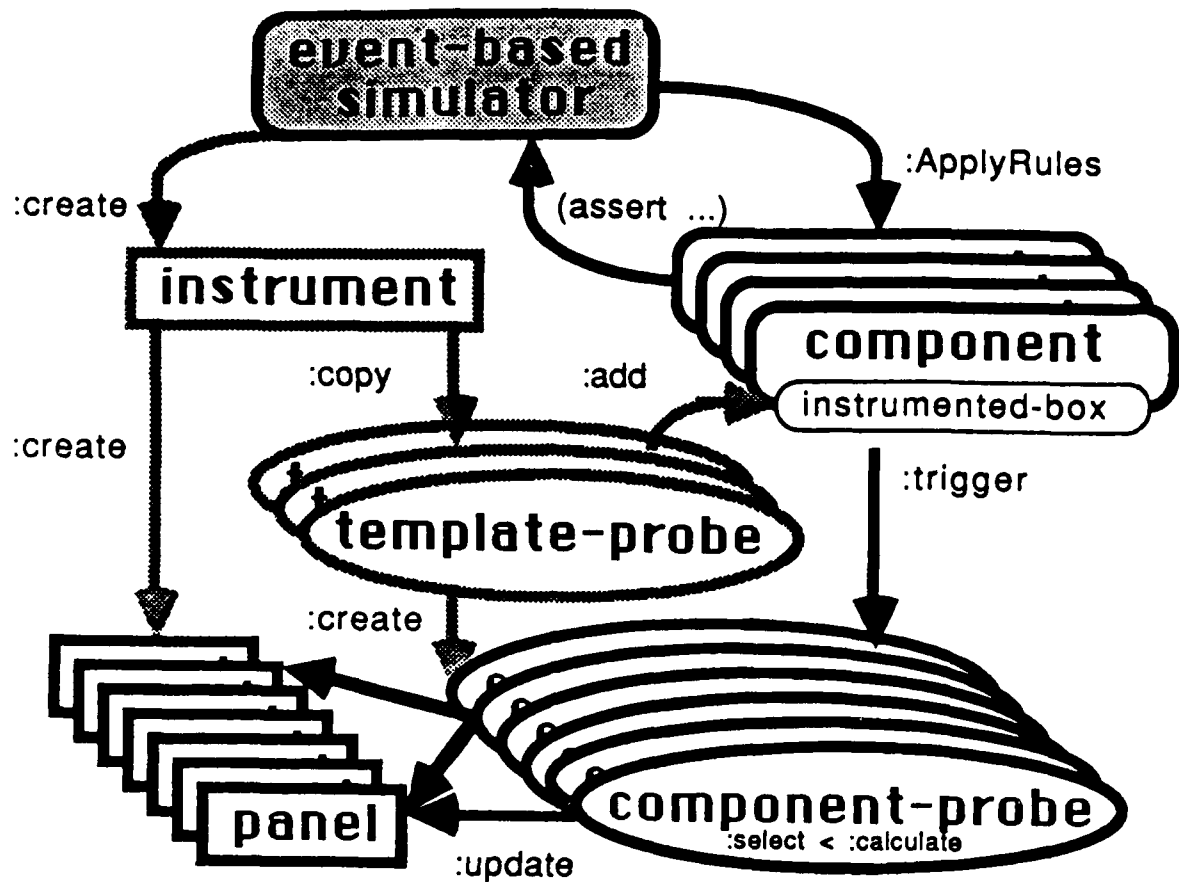 event-based
simulator
:create
(assert ...)
:ApplyRules
instrument
component
instrumented-box
:copy
:add
:create
:trigger
t
t
template-probe
:create
component-probe
:select < :calculate
panel
:update